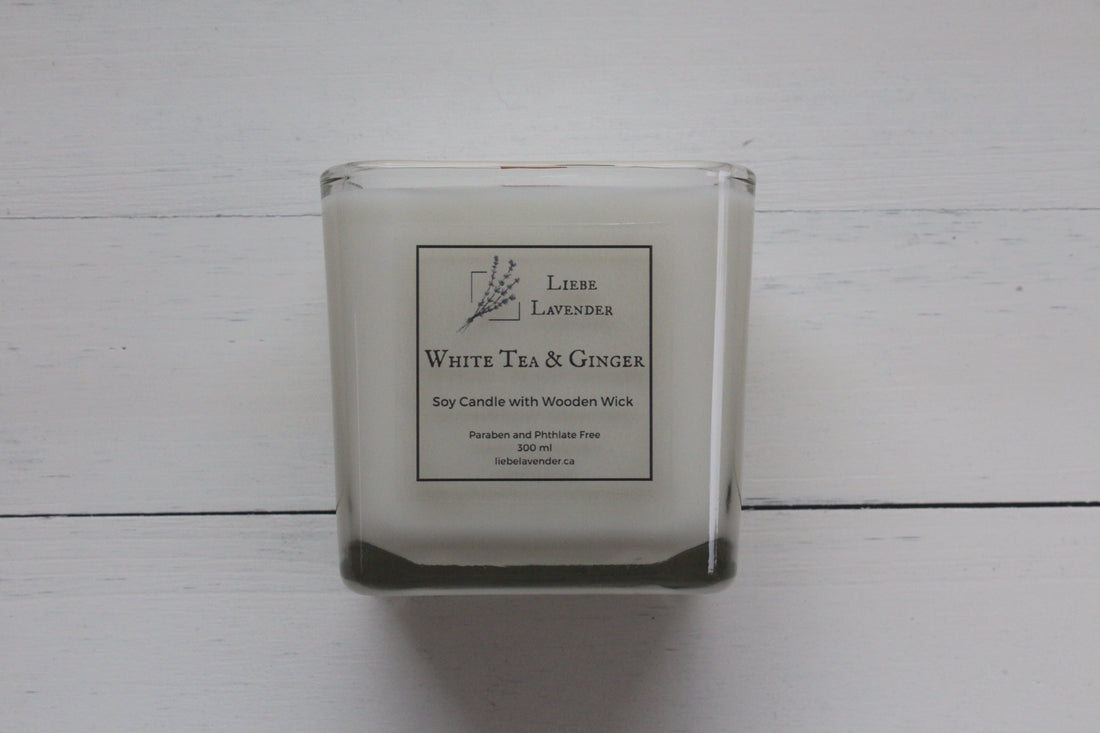 Liebe
Lavender
White Tea & Ginger
Soy Candle with Wooden Wick
Paraben and Phthlate Free
300 ml
liebelavender.ca